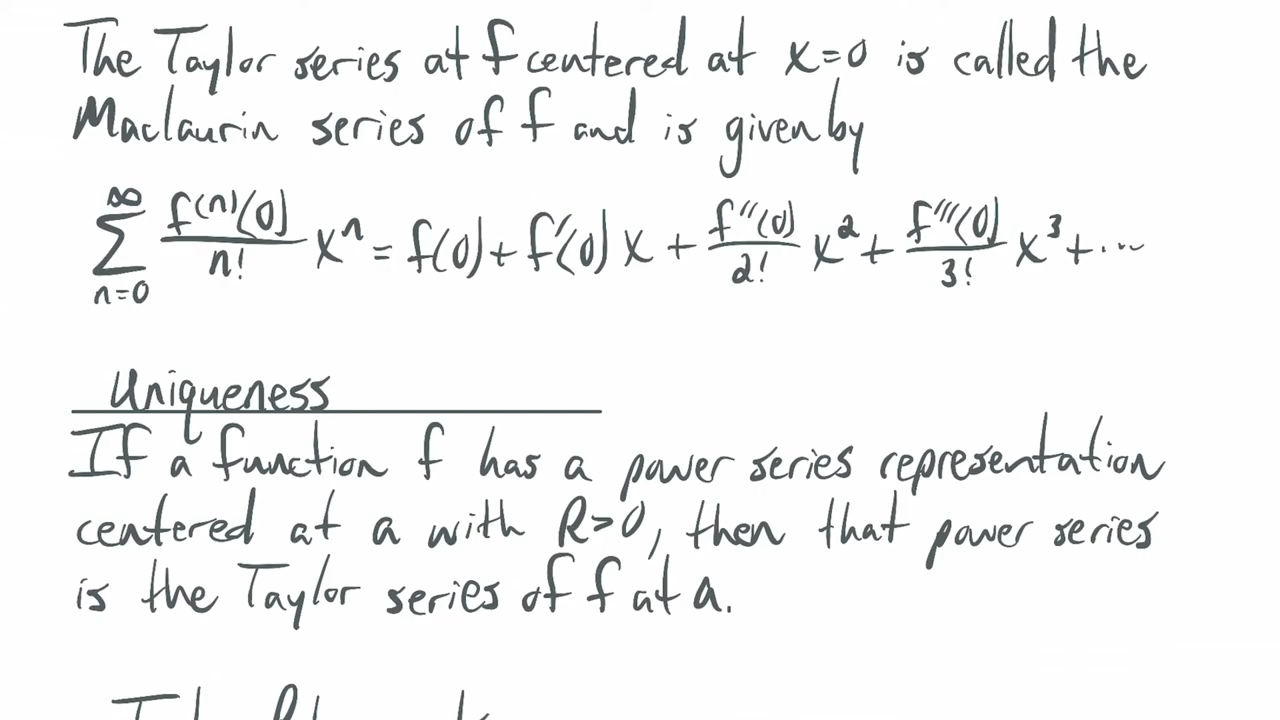 The Taylor series at f centered at x=0 is called the
Maclaurin series of f and is given by
∑_{n=0}^{∞} f^{(n)}(0)/n! x^n = f(0) + f'(0) x + f''(0)/2! x^2 + f'''(0)/3! x^3 + ...
Uniqueness
If a function f has a power series representation
centered at a with R>0, then that power series
is the Taylor series of f at a.